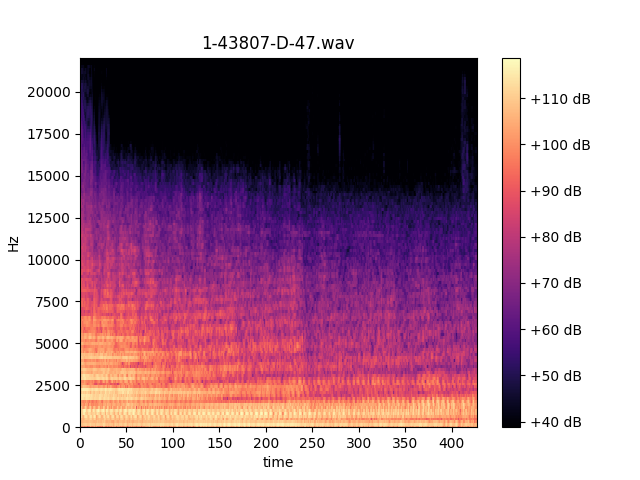 1-43807-D-47.wav
20000
17500
15000
12500
10000
7500
5000
2500
0
Hz
0 50 100 150 200 250 300 350 400
time
+110 dB
+100 dB
+90 dB
+80 dB
+70 dB
+60 dB
+50 dB
+40 dB